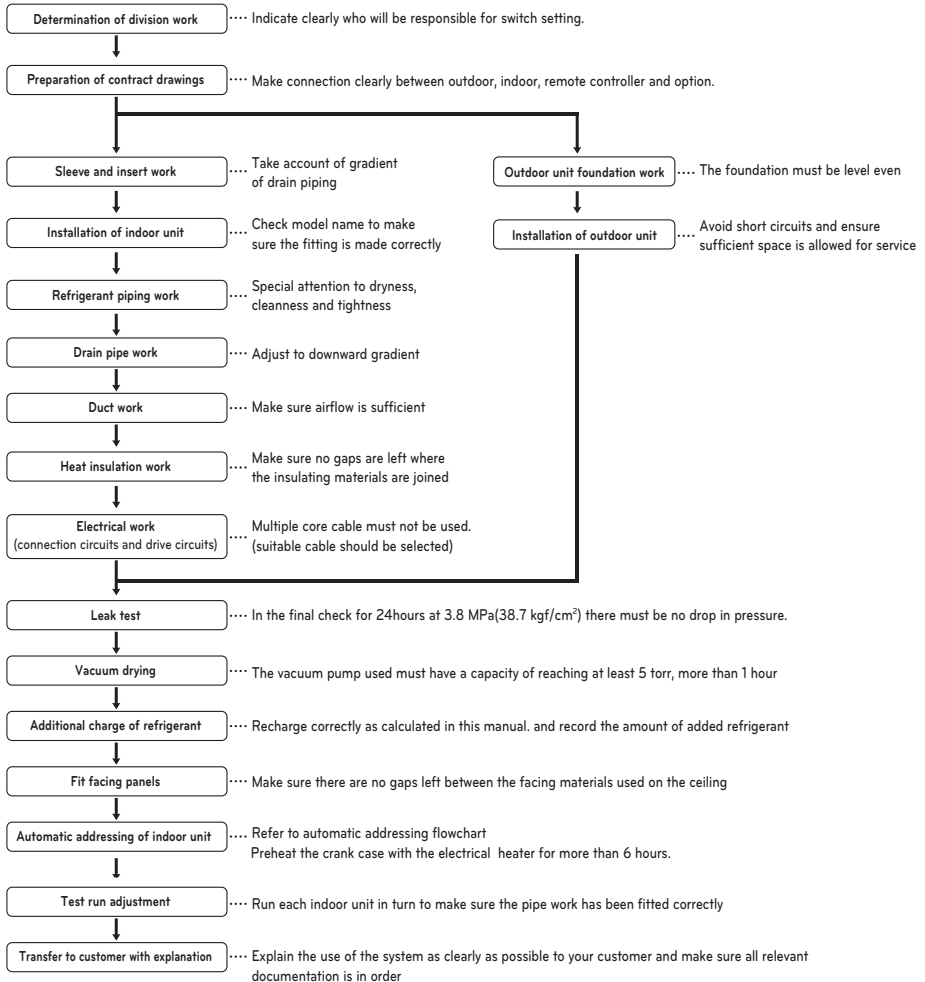 Determination of division work
···· Indicate clearly who will be responsible for switch setting.
Preparation of contract drawings
···· Make connection clearly between outdoor, indoor, remote controller and option.
Sleeve and insert work
···· Take account of gradient
of drain piping
Outdoor unit foundation work
···· The foundation must be level even
Installation of indoor unit
···· Check model name to make
sure the fitting is made correctly
Installation of outdoor unit
···· Avoid short circuits and ensure
sufficient space is allowed for service
Refrigerant piping work
···· Special attention to dryness,
cleanness and tightness
Drain pipe work
···· Adjust to downward gradient
Duct work
···· Make sure airflow is sufficient
Heat insulation work
···· Make sure no gaps are left where
the insulating materials are joined
Electrical work
(connection circuits and drive circuits)
···· Multiple core cable must not be used.
(suitable cable should be selected)
Leak test
···· In the final check for 24hours at 3.8 MPa(38.7 kgf/cm²) there must be no drop in pressure.
Vacuum drying
···· The vacuum pump used must have a capacity of reaching at least 5 torr, more than 1 hour
Additional charge of refrigerant
···· Recharge correctly as calculated in this manual. and record the amount of added refrigerant
Fit facing panels
···· Make sure there are no gaps left between the facing materials used on the ceiling
Automatic addressing of indoor unit
···· Refer to automatic addressing flowchart
Preheat the crank case with the electrical heater for more than 6 hours.
Test run adjustment
···· Run each indoor unit in turn to make sure the pipe work has been fitted correctly
Transfer to customer with explanation
···· Explain the use of the system as clearly as possible to your customer and make sure all relevant
documentation is in order